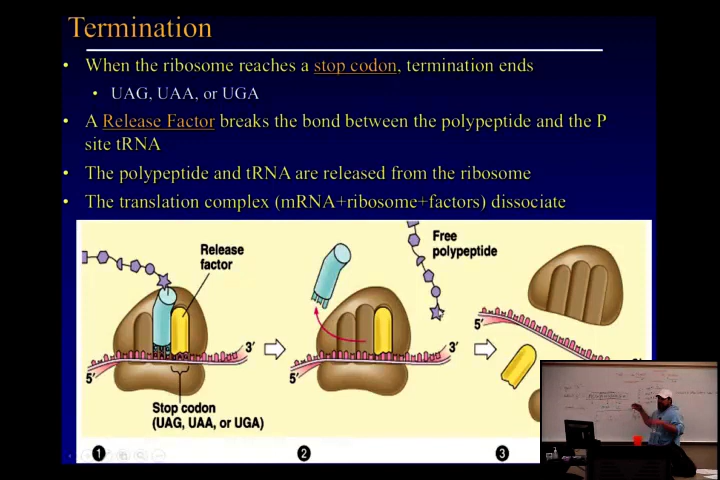 Termination
• When the ribosome reaches a stop codon, termination ends
• UAG, UAA, or UGA
• A Release Factor breaks the bond between the polypeptide and the P
site tRNA
• The polypeptide and tRNA are released from the ribosome
• The translation complex (mRNA+ribosome+factors) dissociate
Release
factor
Free
polypeptide
5′
3′
3′
5′
5′
5′
Stop codon
(UAG, UAA, or UGA)
1
2
3